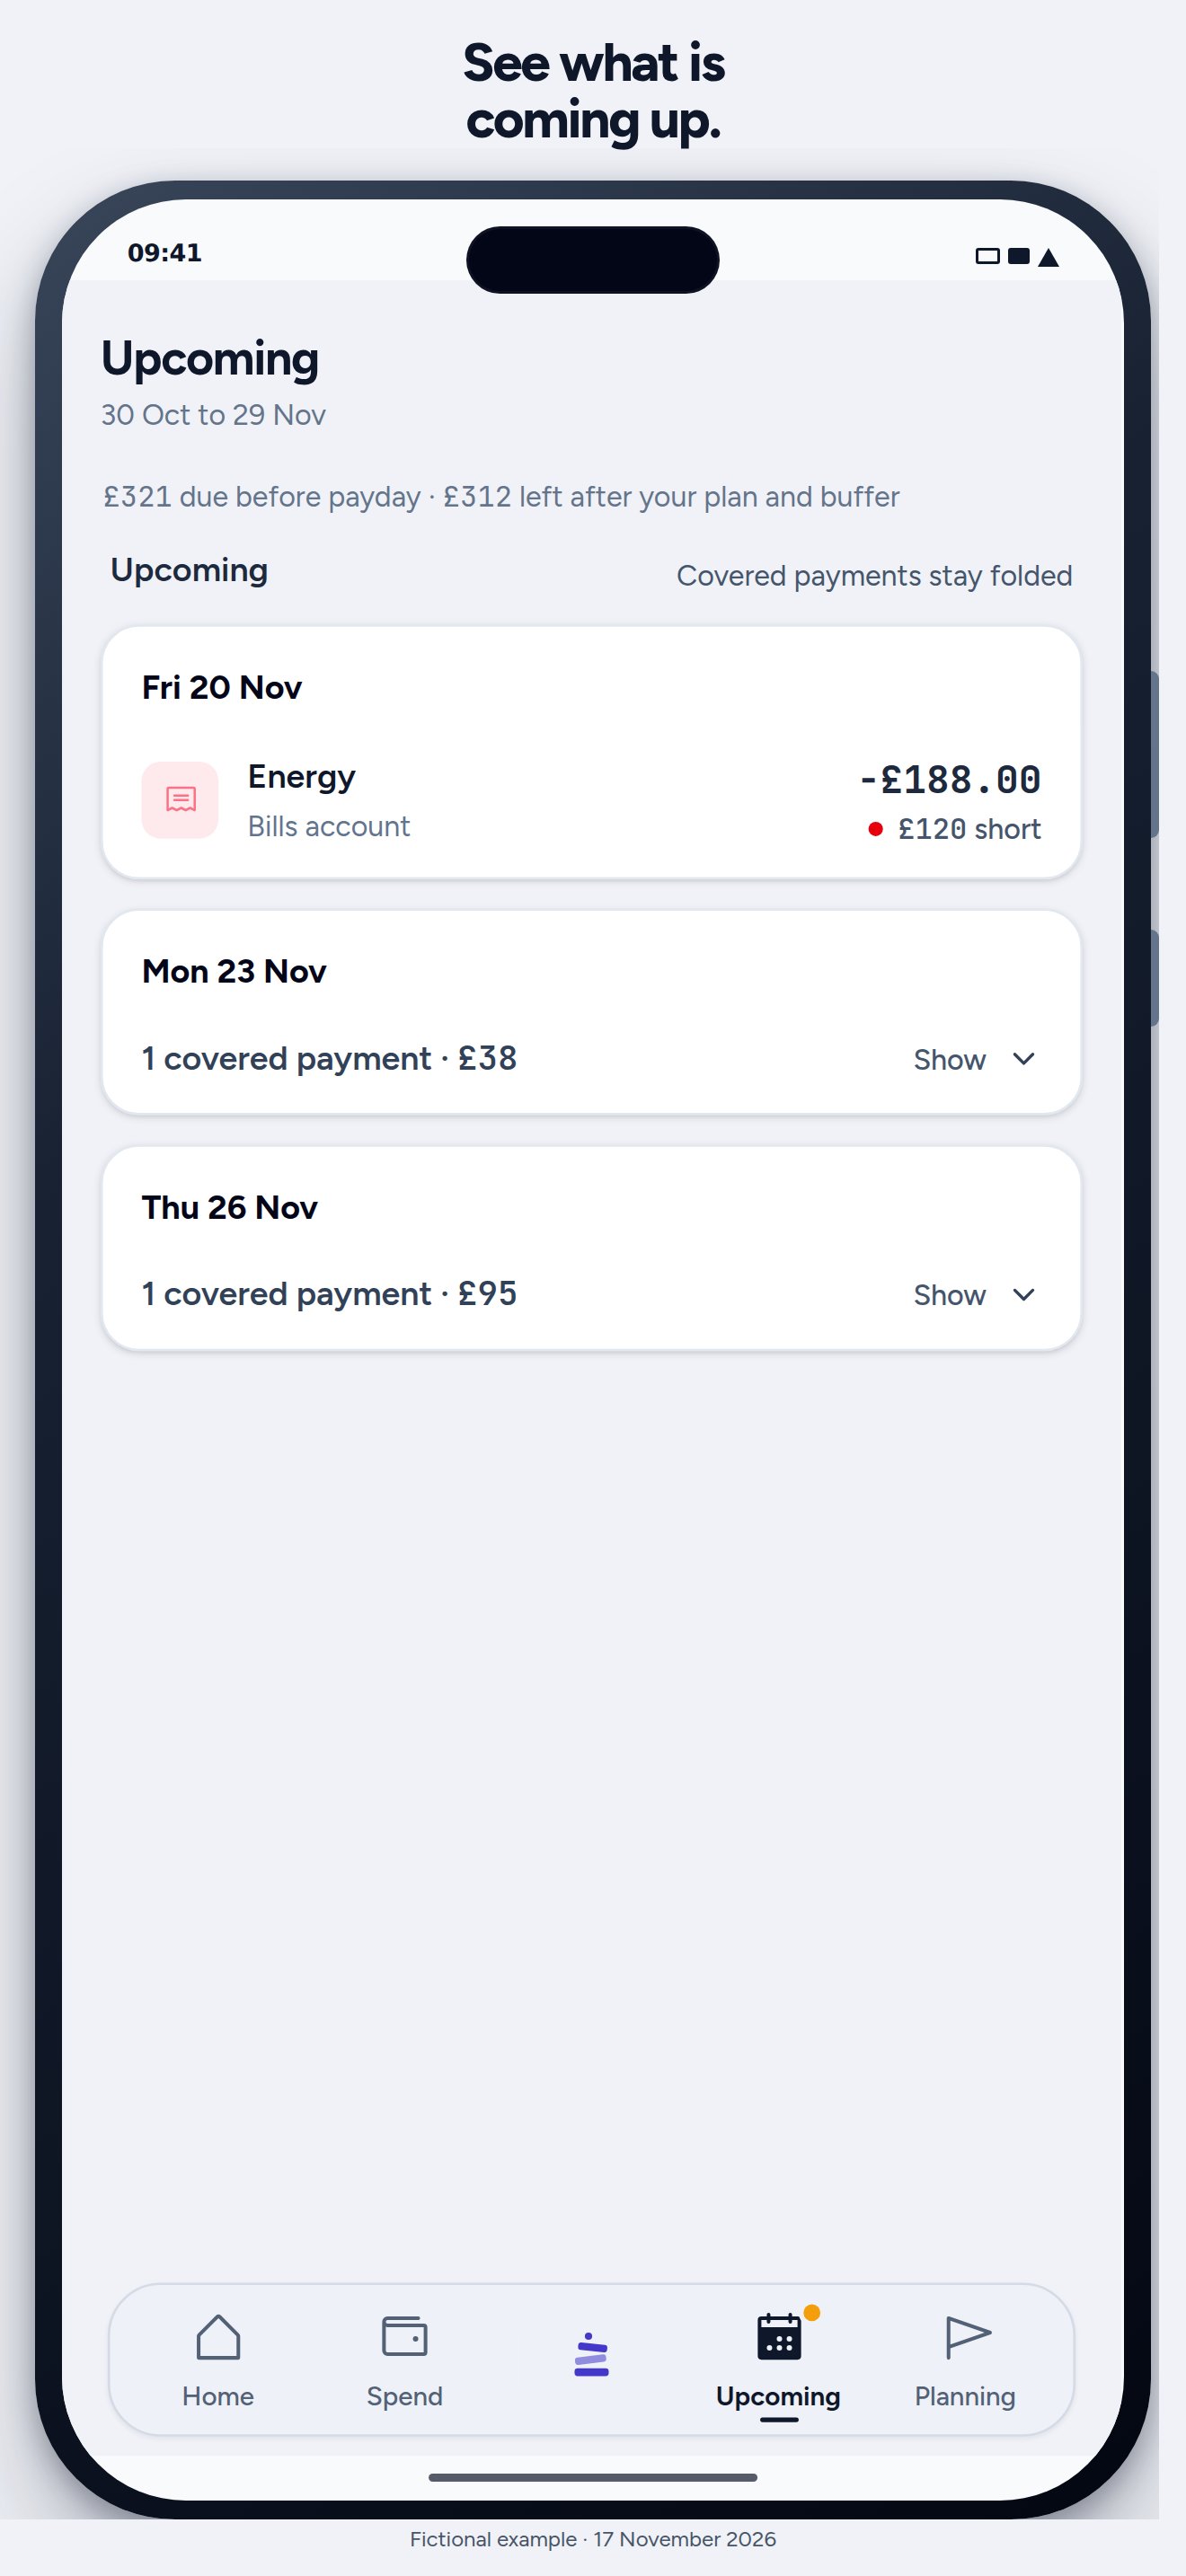 See what is
coming up.
09:41
Upcoming
30 Oct to 29 Nov
£321 due before payday · £312 left after your plan and buffer
Upcoming
Covered payments stay folded
Fri 20 Nov
Energy
-£188.00
Bills account
£120 short
Mon 23 Nov
1 covered payment · £38
Show
Thu 26 Nov
1 covered payment · £95
Show
Home
Spend
Upcoming
Planning
Fictional example · 17 November 2026